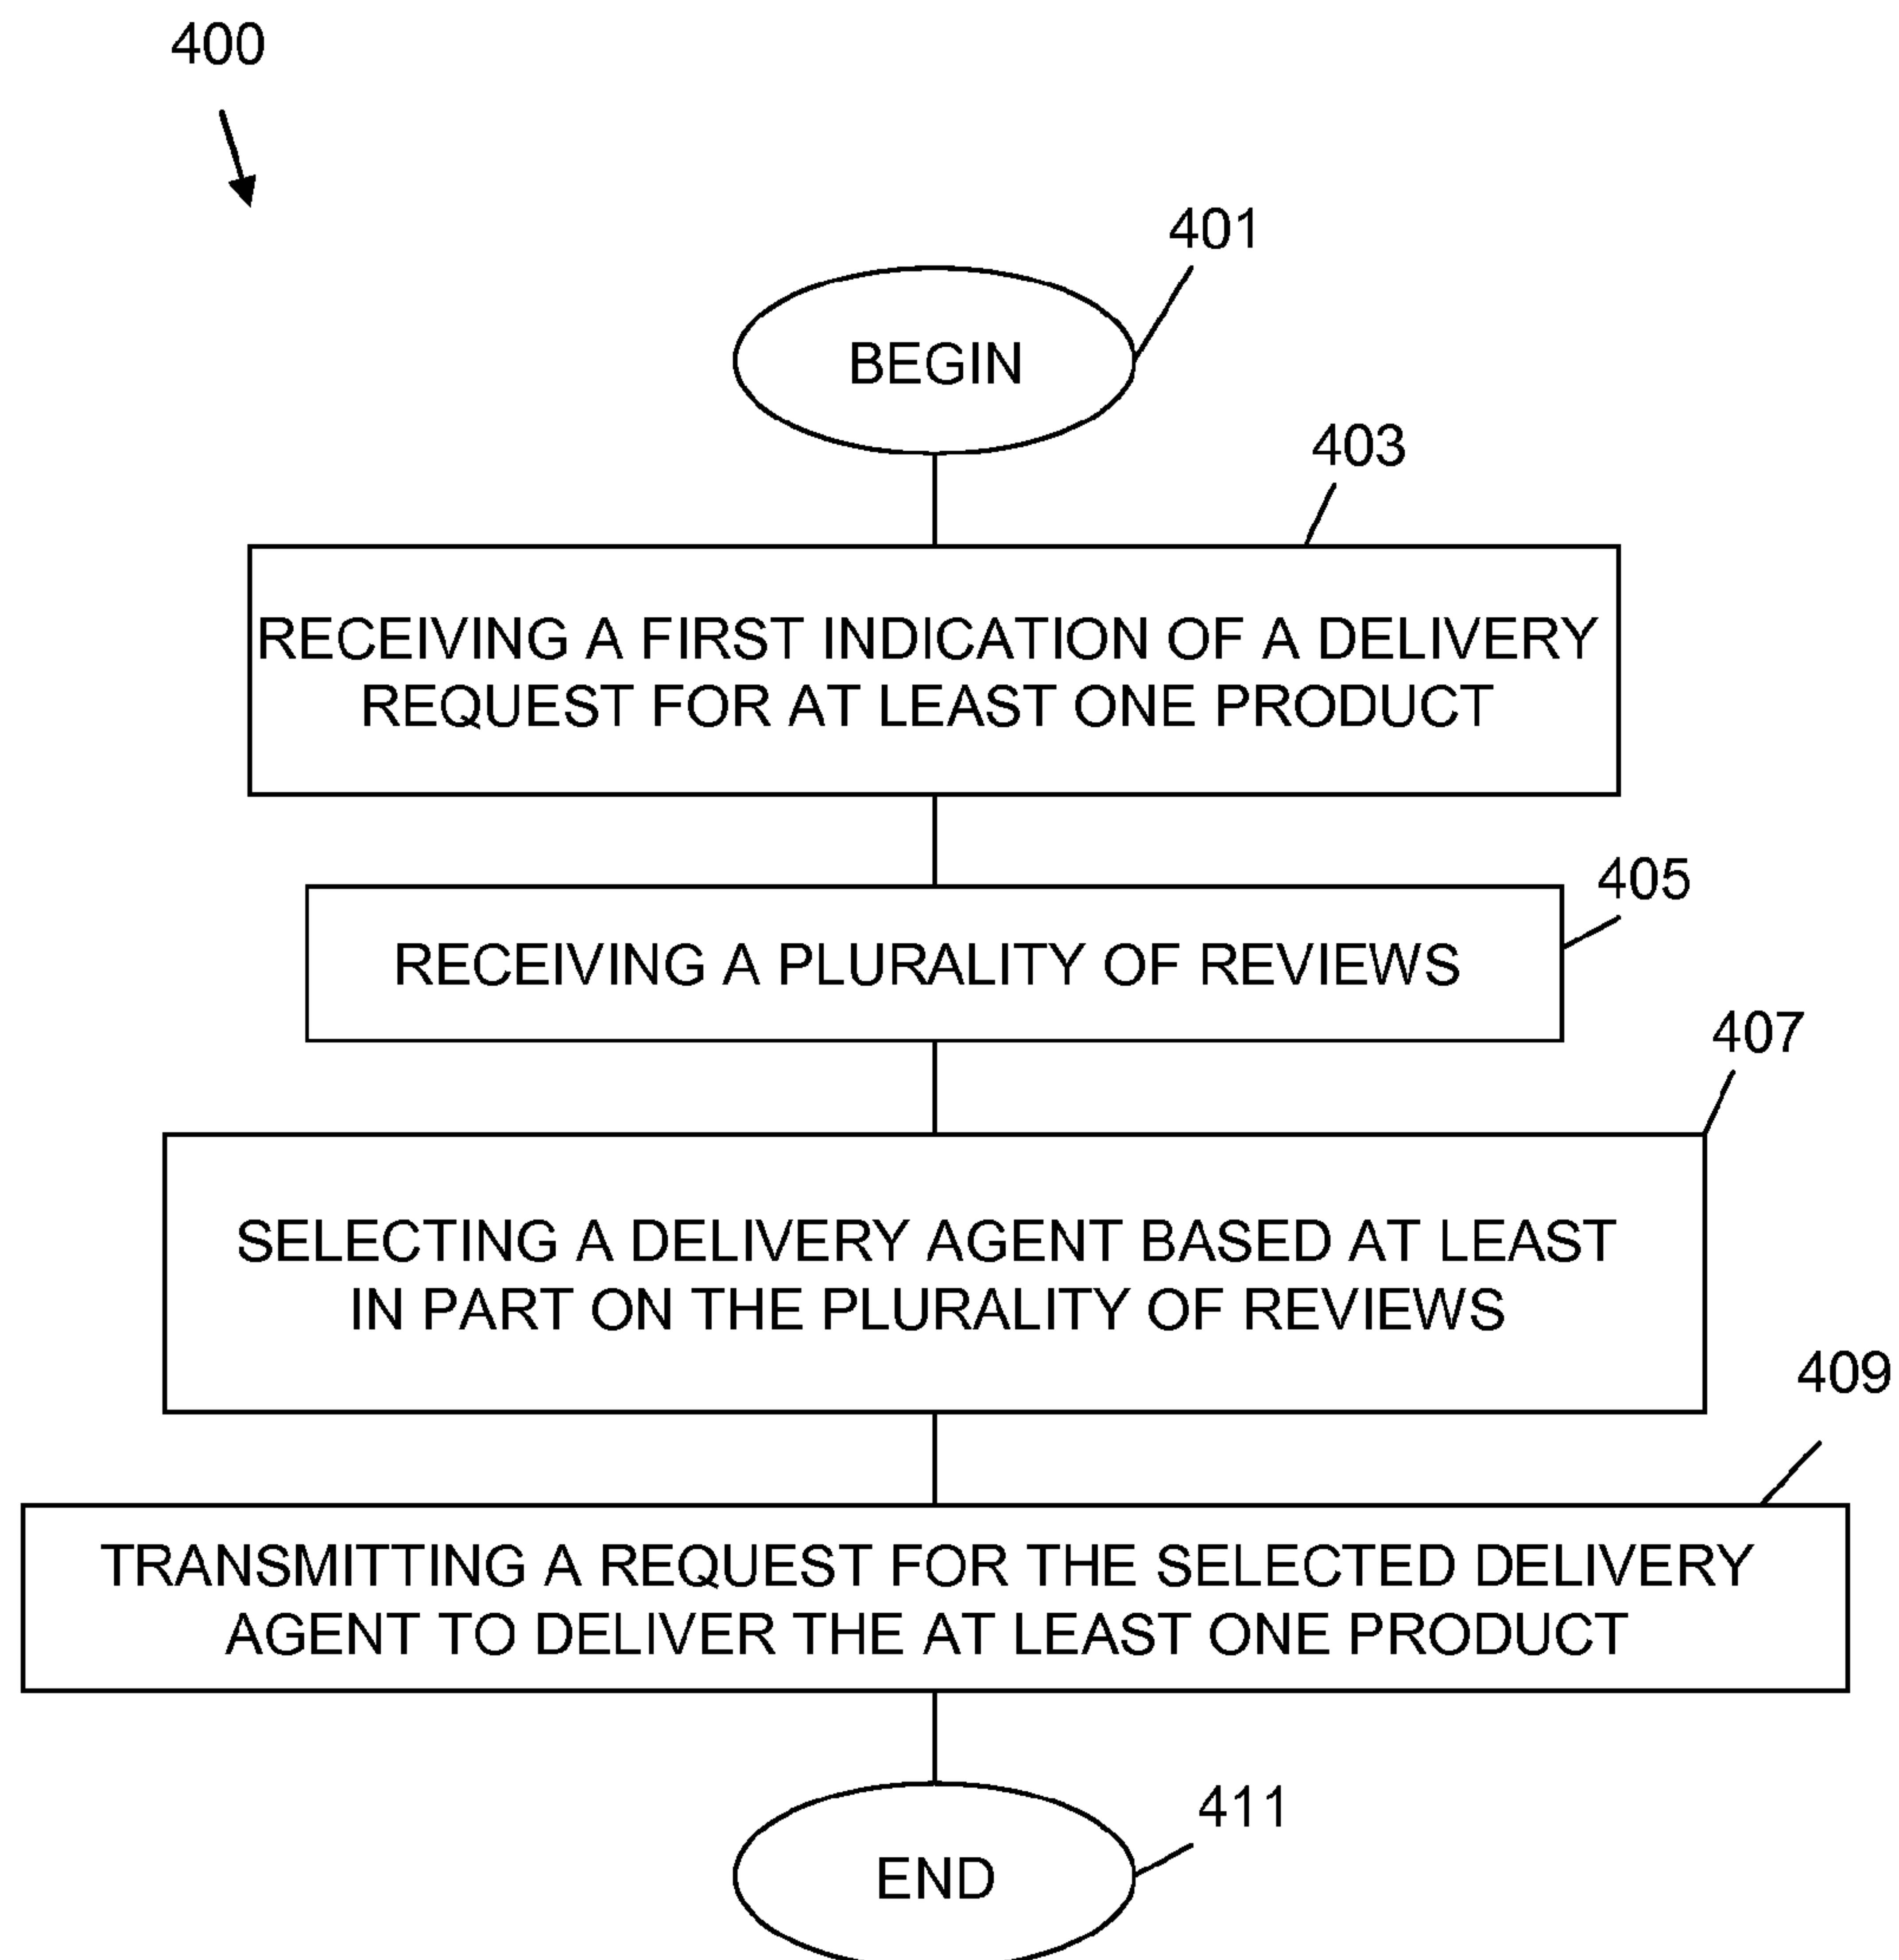 400
401
BEGIN
403
RECEIVING A FIRST INDICATION OF A DELIVERY
REQUEST FOR AT LEAST ONE PRODUCT
405
RECEIVING A PLURALITY OF REVIEWS
407
SELECTING A DELIVERY AGENT BASED AT LEAST
IN PART ON THE PLURALITY OF REVIEWS
409
TRANSMITTING A REQUEST FOR THE SELECTED DELIVERY
AGENT TO DELIVER THE AT LEAST ONE PRODUCT
411
END